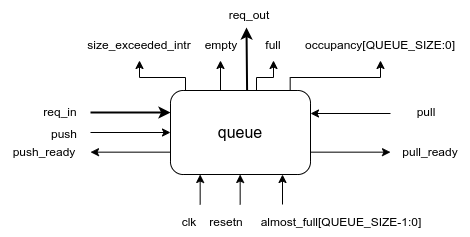 req_out
size_exceeded_intr empty full occupancy[QUEUE_SIZE:0]
req_in pull
queue
push
push_ready pull_ready
clk resetn almost_full[QUEUE_SIZE-1:0]